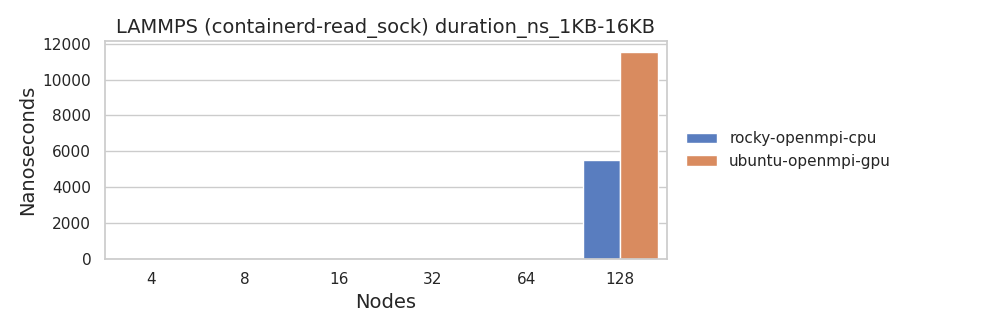 LAMMPS (containerd-read_sock) duration_ns_1KB-16KB
Nanoseconds
12000
10000
8000
6000
4000
2000
0
4 8 16 32 64 128
Nodes
rocky-openmpi-cpu
ubuntu-openmpi-gpu